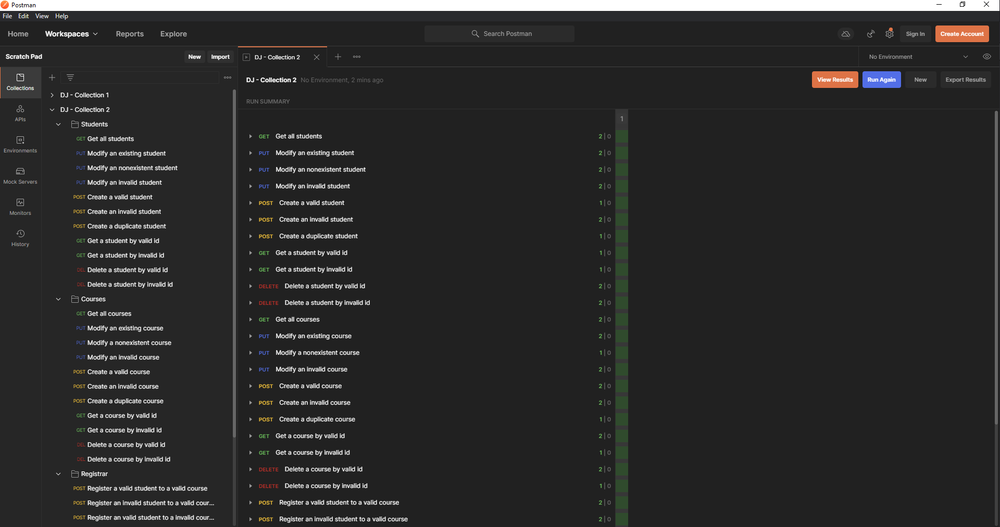 Postman
File Edit View Help
Home Workspaces Reports Explore Search Postman Sign In Create Account
Scratch Pad New Import DJ - Collection 2 No Environment
DJ - Collection 2 No Environment, 2 mins ago View Results Run Again New Export Results
RUN SUMMARY
Collections
APIs
Environments
Mock Servers
Monitors
History
DJ - Collection 1
DJ - Collection 2
Students
GET Get all students
PUT Modify an existing student
PUT Modify an nonexistent student
PUT Modify an invalid student
POST Create a valid student
POST Create an invalid student
POST Create a duplicate student
GET Get a student by valid id
GET Get a student by invalid id
DEL Delete a student by valid id
DEL Delete a student by invalid id
Courses
GET Get all courses
PUT Modify an existing course
PUT Modify a nonexistent course
PUT Modify an invalid course
POST Create a valid course
POST Create an invalid course
POST Create a duplicate course
GET Get a course by valid id
GET Get a course by invalid id
DEL Delete a course by valid id
DEL Delete a course by invalid id
Registrar
POST Register a valid student to a valid course
POST Register an invalid student to a valid cour...
POST Register an valid student to a invalid cour...
1
GET Get all students 2 | 0
PUT Modify an existing student 2 | 0
PUT Modify an nonexistent student 2 | 0
PUT Modify an invalid student 2 | 0
POST Create a valid student 1 | 0
POST Create an invalid student 2 | 0
POST Create a duplicate student 1 | 0
GET Get a student by valid id 1 | 0
GET Get a student by invalid id 1 | 0
DELETE Delete a student by valid id 2 | 0
DELETE Delete a student by invalid id 2 | 0
GET Get all courses 2 | 0
PUT Modify an existing course 2 | 0
PUT Modify a nonexistent course 1 | 0
PUT Modify an invalid course 2 | 0
POST Create a valid course 2 | 0
POST Create an invalid course 2 | 0
POST Create a duplicate course 1 | 0
GET Get a course by valid id 2 | 0
GET Get a course by invalid id 1 | 0
DELETE Delete a course by valid id 2 | 0
DELETE Delete a course by invalid id 1 | 0
POST Register a valid student to a valid course 2 | 0
POST Register an invalid student to a valid course 2 | 0